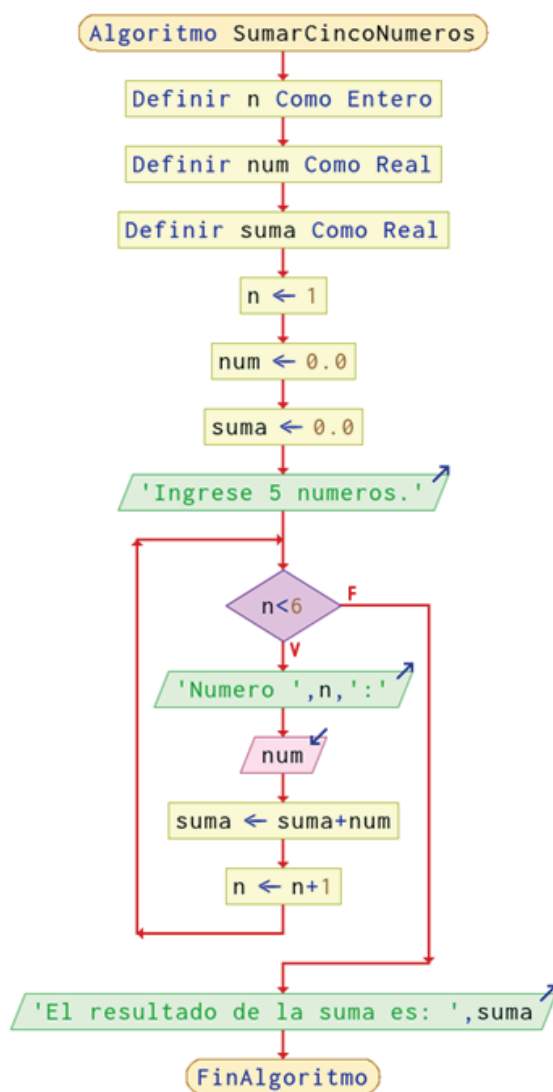 Algoritmo SumarCincoNumeros
Definir n Como Entero
Definir num Como Real
Definir suma Como Real
n ← 1
num ← 0.0
suma ← 0.0
'Ingrese 5 numeros.'
n<6
F
V
'Numero ',n,':'
num
suma ← suma+num
n ← n+1
'El resultado de la suma es: ',suma
FinAlgoritmo